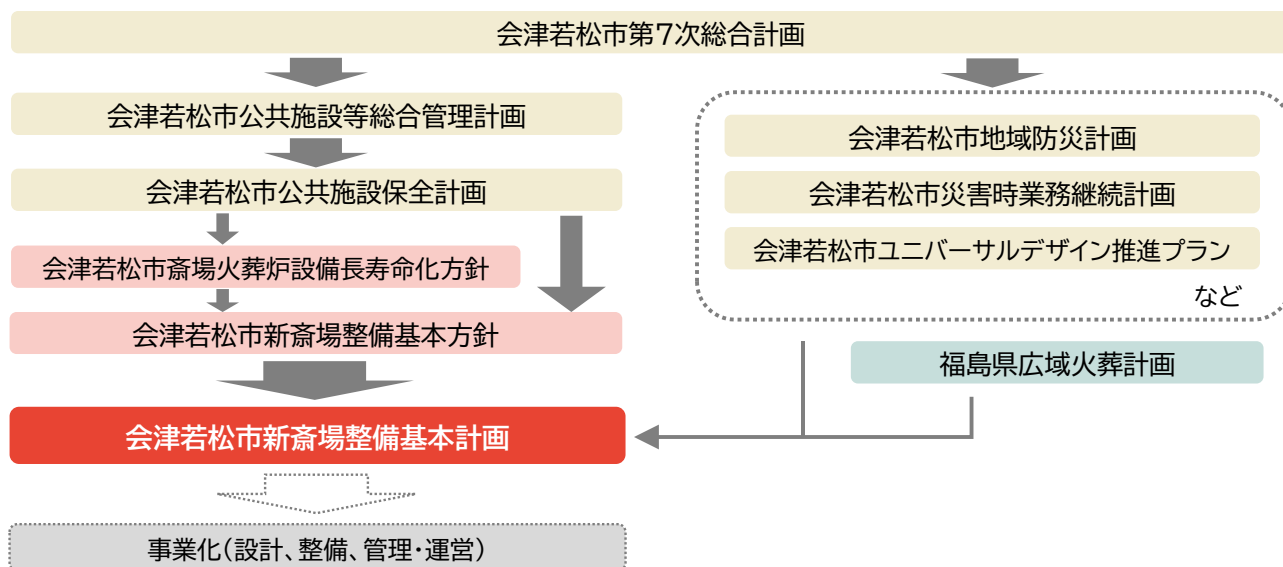 会津若松市第7次総合計画
会津若松市公共施設等総合管理計画
会津若松市公共施設保全計画
会津若松市斎場火葬炉設備長寿命化方針
会津若松市新斎場整備基本方針
会津若松市地域防災計画
会津若松市災害時業務継続計画
会津若松市ユニバーサルデザイン推進プラン
など
福島県広域火葬計画
会津若松市新斎場整備基本計画
事業化(設計、整備、管理・運営)